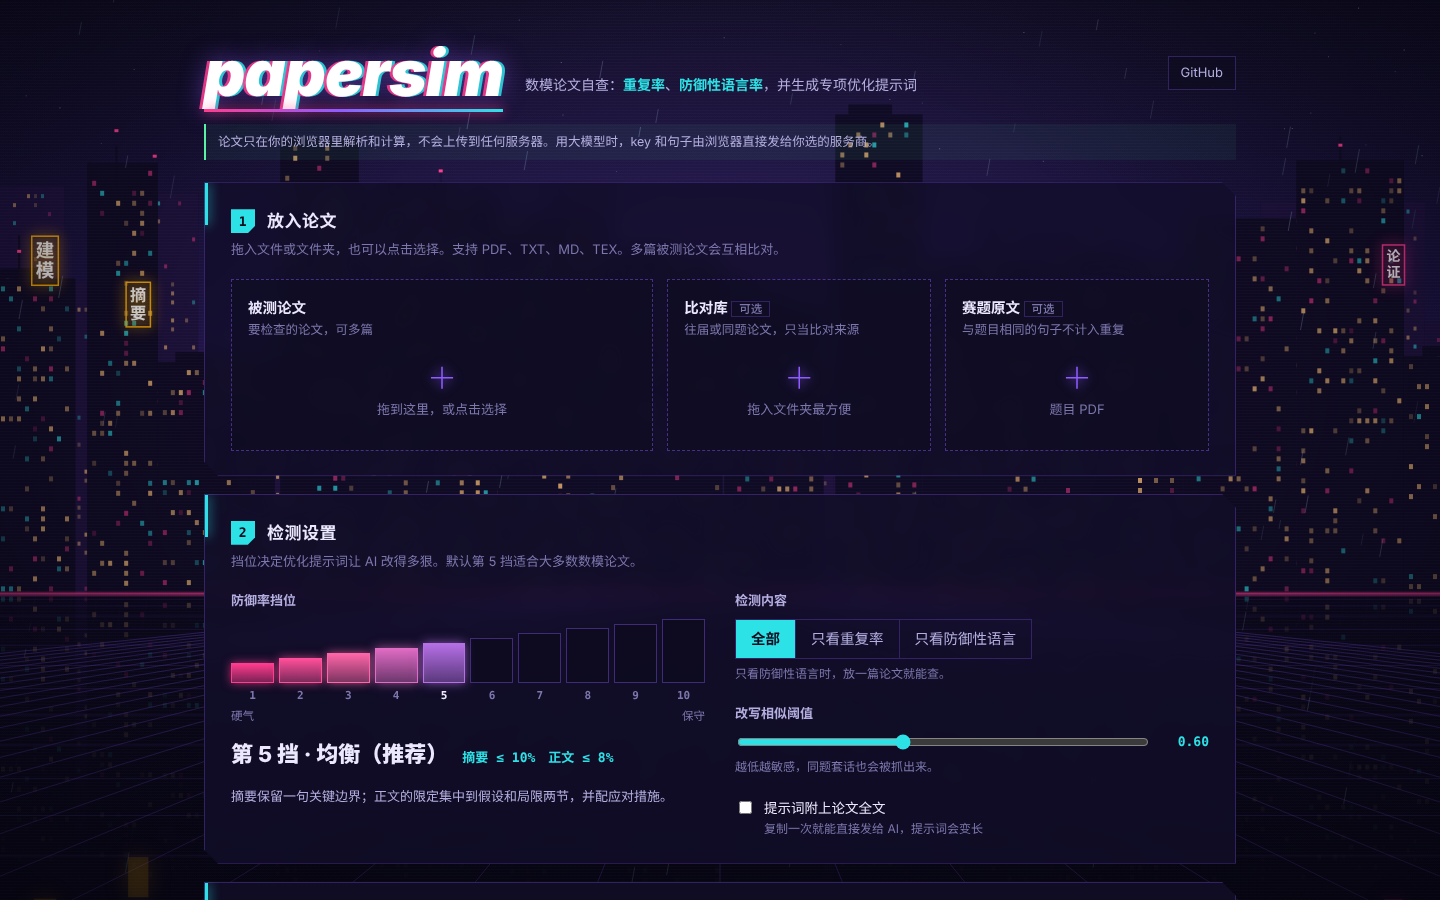 papersim
数模论文自查：重复率、防御性语言率，并生成专项优化提示词
GitHub
论文只在你的浏览器里解析和计算，不会上传到任何服务器。用大模型时，key 和句子由浏览器直接发给你选的服务商。
建模
摘要
论证
1 放入论文
拖入文件或文件夹，也可以点击选择。支持 PDF、TXT、MD、TEX。多篇被测论文会互相比对。
被测论文
要检查的论文，可多篇
拖到这里，或点击选择
比对库 可选
往届或同题论文，只当比对来源
拖入文件夹最方便
赛题原文 可选
与题目相同的句子不计入重复
题目 PDF
2 检测设置
挡位决定优化提示词让 AI 改得多狠。默认第 5 挡适合大多数数模论文。
防御率挡位
1 2 3 4 5 6 7 8 9 10
硬气 保守
第 5 挡 · 均衡（推荐） 摘要 ≤ 10% 正文 ≤ 8%
摘要保留一句关键边界；正文的限定集中到假设和局限两节，并配应对措施。
检测内容
全部 只看重复率 只看防御性语言
只看防御性语言时，放一篇论文就能查。
改写相似阈值
0.60
越低越敏感，同题套话也会被抓出来。
提示词附上论文全文
复制一次就能直接发给 AI，提示词会变长